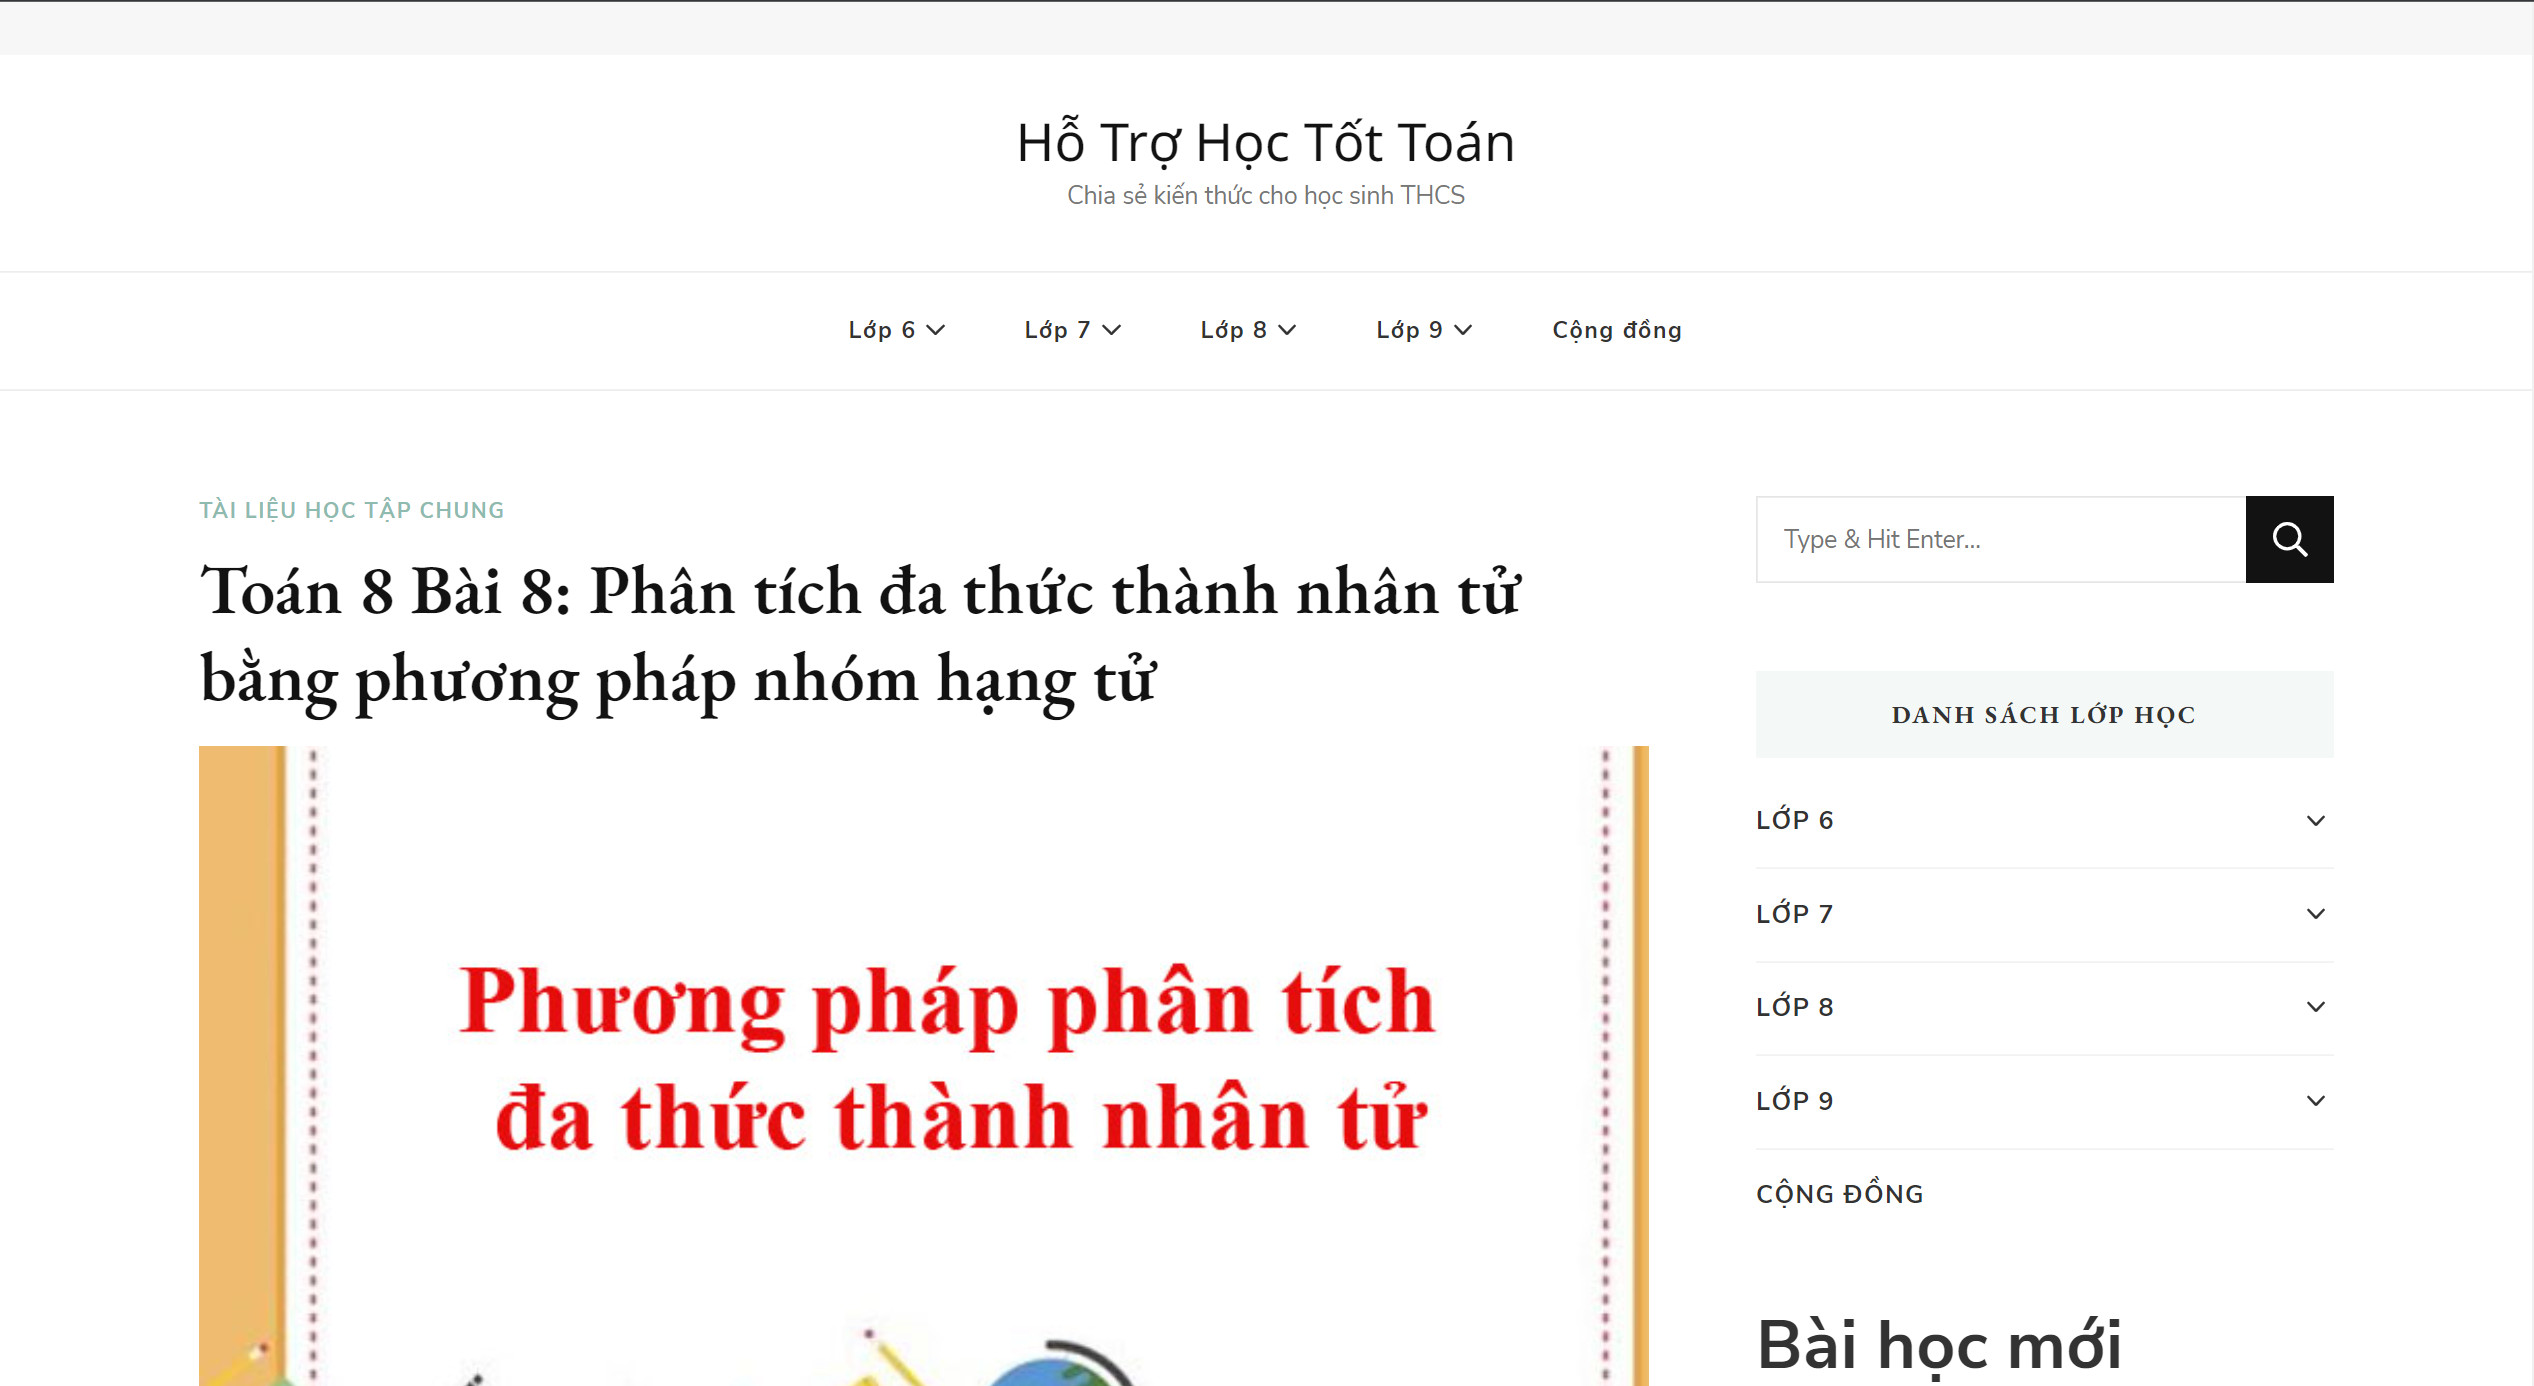 Hỗ Trợ Học Tốt Toán
Chia sẻ kiến thức cho học sinh THCS
Lớp 6
Lớp 7
Lớp 8
Lớp 9
Cộng đồng
TÀI LIỆU HỌC TẬP CHUNG
Toán 8 Bài 8: Phân tích đa thức thành nhân tử
bằng phương pháp nhóm hạng tử
Phương pháp phân tích
đa thức thành nhân tử
Type & Hit Enter...
DANH SÁCH LỚP HỌC
LỚP 6
LỚP 7
LỚP 8
LỚP 9
CỘNG ĐỒNG
Bài học mới